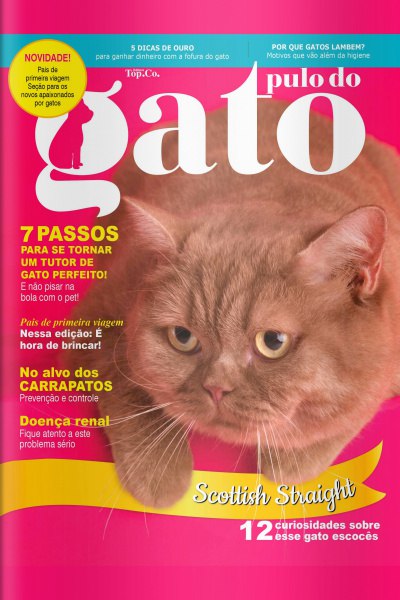 NOVIDADE!
Pais de
primeira viagem
Seção para os
novos apaixonados
por gatos
5 DICAS DE OURO
para ganhar dinheiro com a fofura do gato
POR QUE GATOS LAMBEM?
Motivos que vão além da higiene
Top.Co.
pulo do
gato
7 PASSOS
PARA SE TORNAR
UM TUTOR DE
GATO PERFEITO!
E não pisar na
bola com o pet!
Pais de primeira viagem
Nessa edição: É
hora de brincar!
No alvo dos
CARRAPATOS
Prevenção e controle
Doença renal
Fique atento a este
problema sério
Scottish Straight
12 curiosidades sobre
esse gato escocês